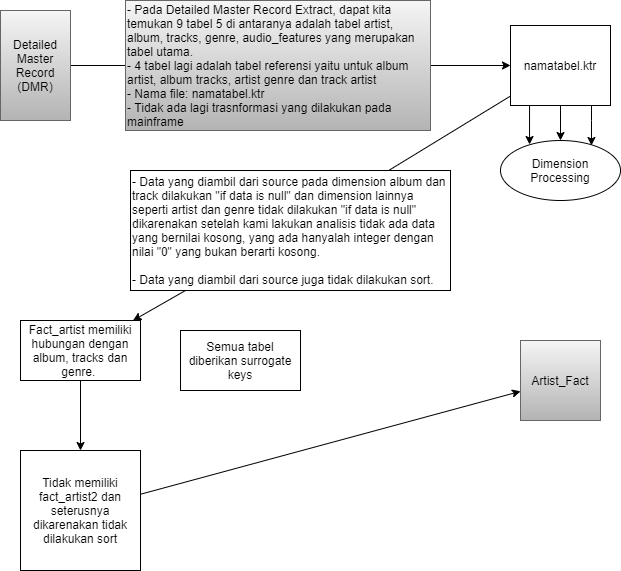 Detailed
Master
Record
(DMR)
- Pada Detailed Master Record Extract, dapat kita
temukan 9 tabel 5 di antaranya adalah tabel artist,
album, tracks, genre, audio_features yang merupakan
tabel utama.
- 4 tabel lagi adalah tabel referensi yaitu untuk album
artist, album tracks, artist genre dan track artist
- Nama file: namatabel.ktr
- Tidak ada lagi trasnformasi yang dilakukan pada
mainframe
namatabel.ktr
Dimension
Processing
- Data yang diambil dari source pada dimension album dan
track dilakukan "if data is null" dan dimension lainnya
seperti artist dan genre tidak dilakukan "if data is null"
dikarenakan setelah kami lakukan analisis tidak ada data
yang bernilai kosong, yang ada hanyalah integer dengan
nilai "0" yang bukan berarti kosong.
- Data yang diambil dari source juga tidak dilakukan sort.
Fact_artist memiliki
hubungan dengan
album, tracks dan
genre.
Semua tabel
diberikan surrogate
keys
Artist_Fact
Tidak memiliki
fact_artist2 dan
seterusnya
dikarenakan tidak
dilakukan sort